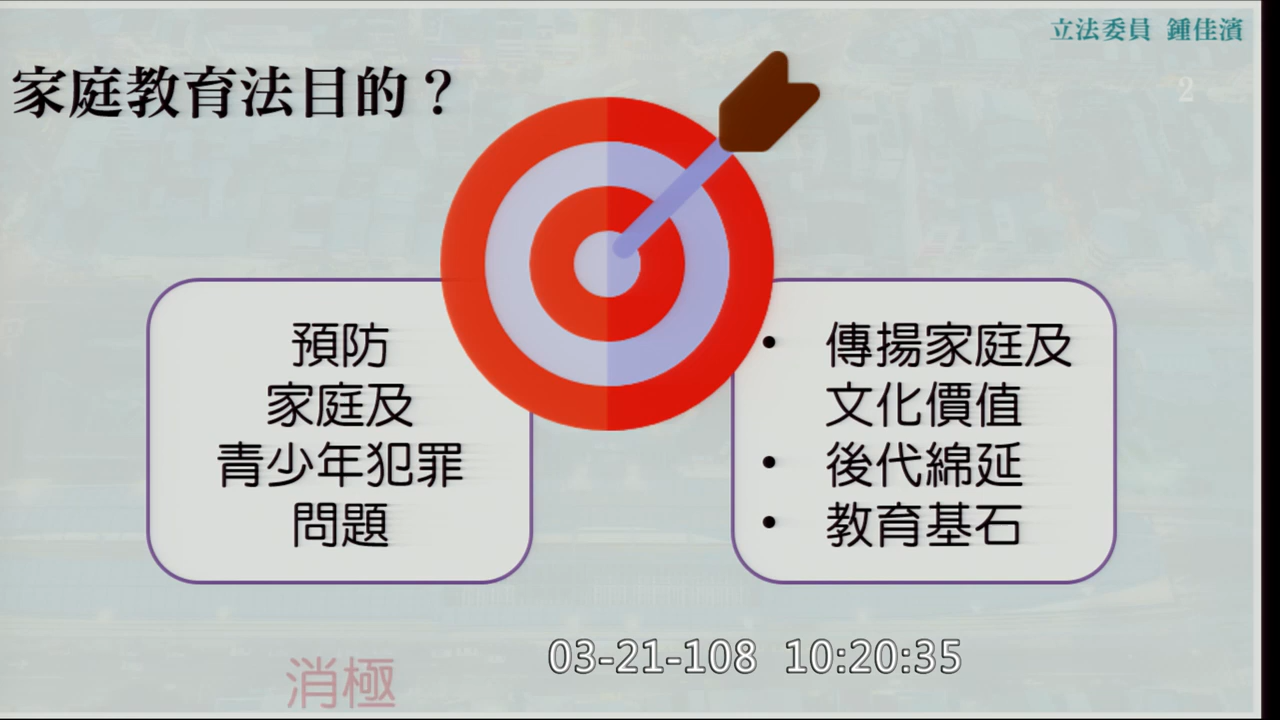 立法委員 鍾佳濱
家庭教育法目的？
2
預防
家庭及
青少年犯罪
問題
• 傳揚家庭及
文化價值
• 後代綿延
• 教育基石
消極
03-21-108 10:20:35